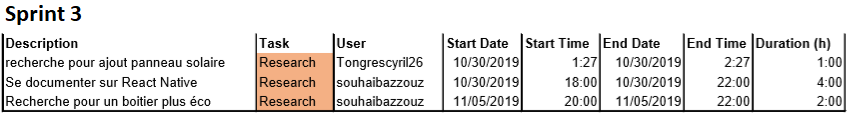 Sprint 3
Description Task User Start Date Start Time End Date End Time Duration (h)
recherche pour ajout panneau solaire Research Tongrescyril26 10/30/2019 1:27 10/30/2019 2:27 1:00
Se documenter sur React Native Research souhaibazzouz 10/30/2019 18:00 10/30/2019 22:00 4:00
Recherche pour un boitier plus éco Research souhaibazzouz 11/05/2019 20:00 11/05/2019 22:00 2:00